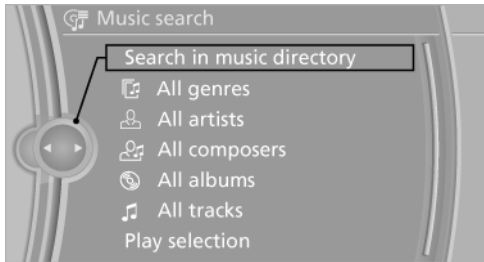 Music search
Search in music directory
All genres
All artists
All composers
All albums
All tracks
Play selection